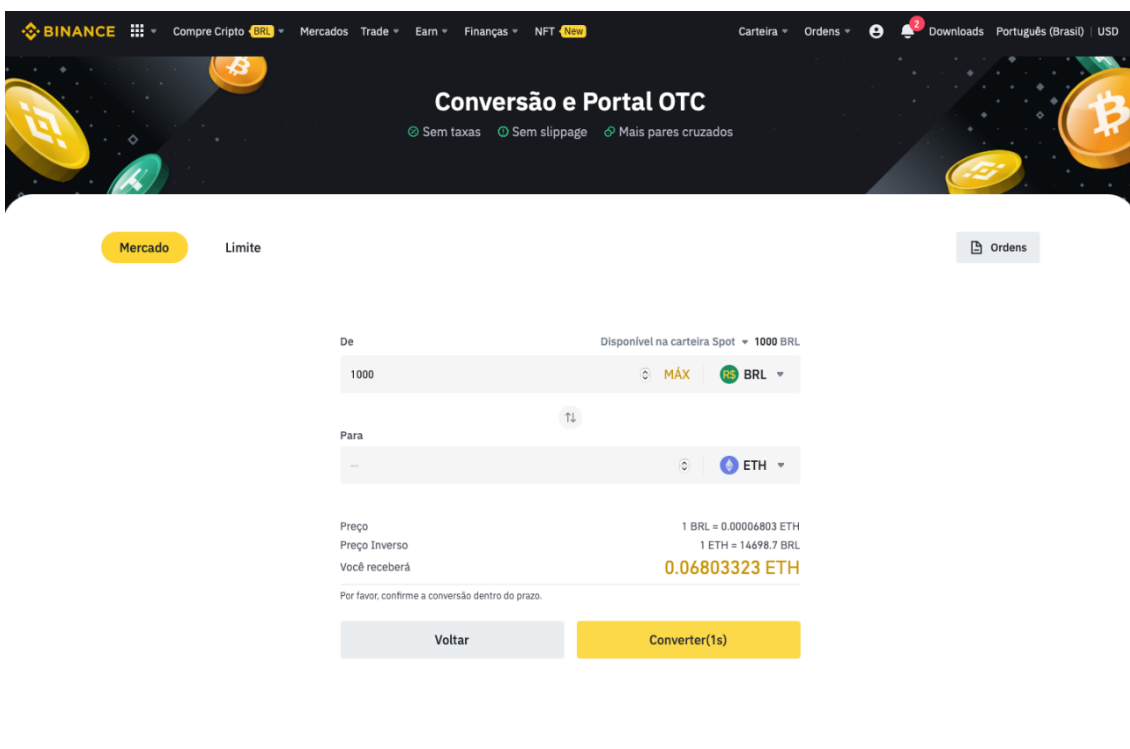 BINANCE Compre Cripto BRL Mercados Trade Earn Finanças NFT New Carteira Ordens 2 Downloads Português (Brasil) | USD
Conversão e Portal OTC
Sem taxas Sem slippage Mais pares cruzados
Mercado Limite Ordens
De Disponível na carteira Spot 1000 BRL
1000 MÁX R$ BRL
Para
-- ETH
Preço 1 BRL = 0.00006803 ETH
Preço Inverso 1 ETH = 14698.7 BRL
Você receberá 0.06803323 ETH
Por favor, confirme a conversão dentro do prazo.
Voltar Converter(1s)